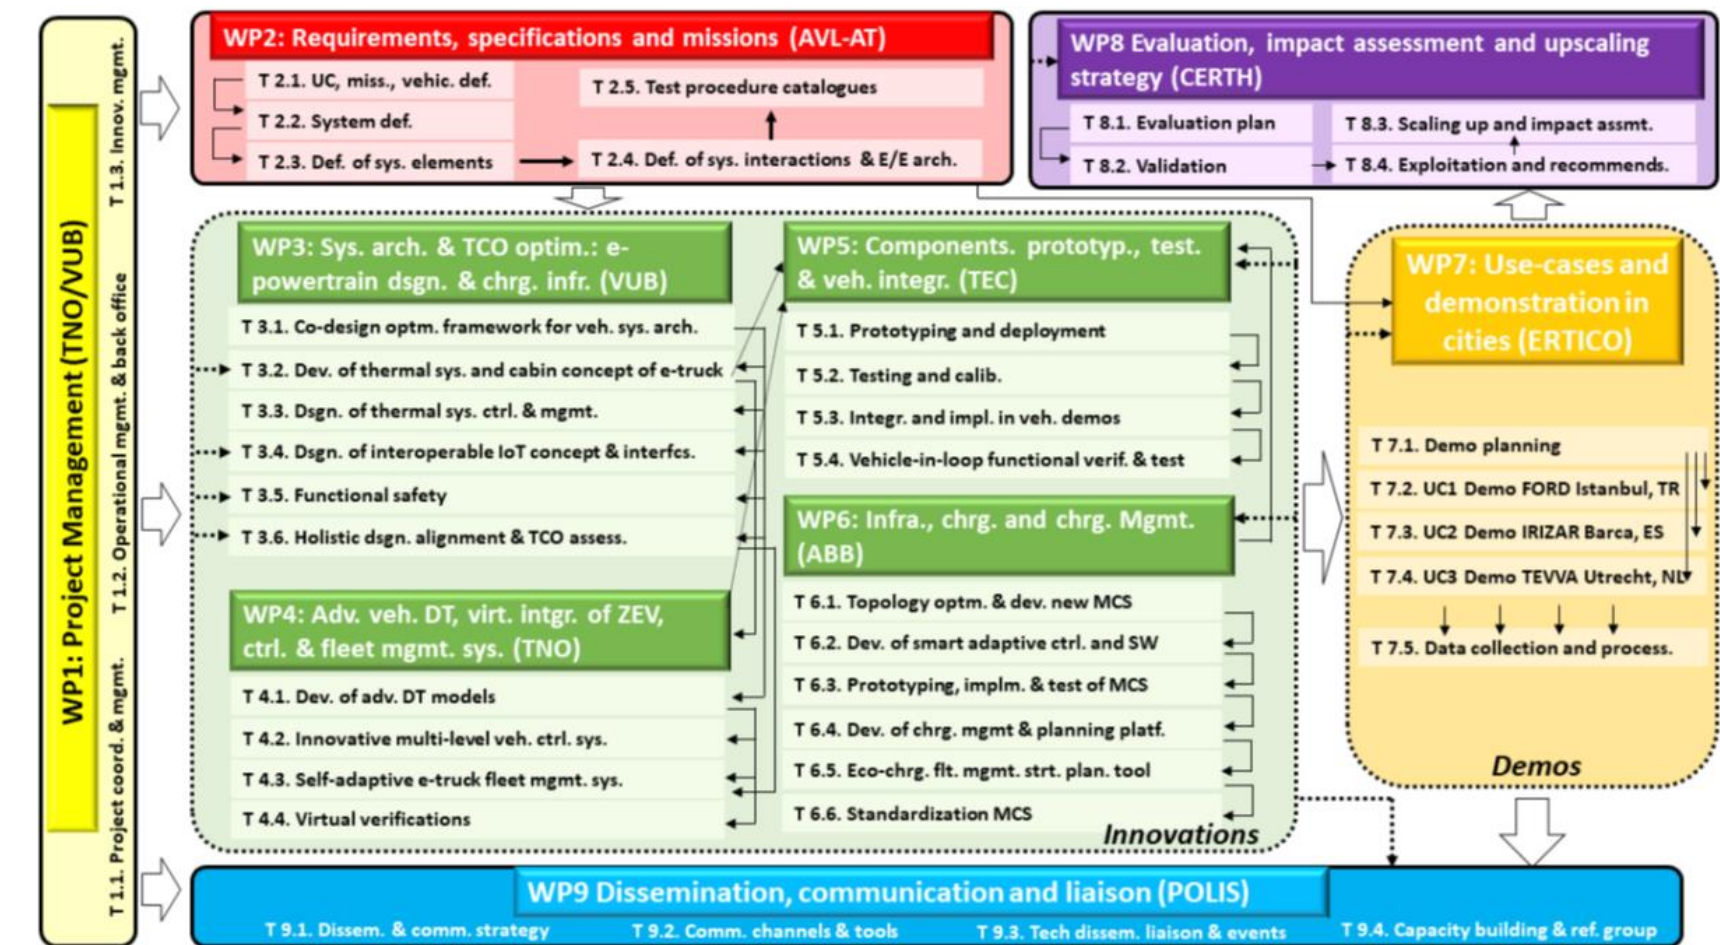 WP1: Project Management (TNO/VUB)
T 1.1. Project coord. & mgmt.
T 1.2. Operational mgmt. & back office
T 1.3. Innov. mgmt.
WP2: Requirements, specifications and missions (AVL-AT)
T 2.1. UC, miss., vehic. def.
T 2.2. System def.
T 2.3. Def. of sys. elements
T 2.5. Test procedure catalogues
T 2.4. Def. of sys. interactions & E/E arch.
WP8 Evaluation, impact assessment and upscaling
strategy (CERTH)
T 8.1. Evaluation plan
T 8.2. Validation
T 8.3. Scaling up and impact assmt.
T 8.4. Exploitation and recommends.
WP3: Sys. arch. & TCO optim.: e-
powertrain dsgn. & chrg. infr. (VUB)
T 3.1. Co-design optm. framework for veh. sys. arch.
T 3.2. Dev. of thermal sys. and cabin concept of e-truck
T 3.3. Dsgn. of thermal sys. ctrl. & mgmt.
T 3.4. Dsgn. of interoperable IoT concept & interfcs.
T 3.5. Functional safety
T 3.6. Holistic dsgn. alignment & TCO assess.
WP4: Adv. veh. DT, virt. intgr. of ZEV,
ctrl. & fleet mgmt. sys. (TNO)
T 4.1. Dev. of adv. DT models
T 4.2. Innovative multi-level veh. ctrl. sys.
T 4.3. Self-adaptive e-truck fleet mgmt. sys.
T 4.4. Virtual verifications
WP5: Components. prototyp., test.
& veh. integr. (TEC)
T 5.1. Prototyping and deployment
T 5.2. Testing and calib.
T 5.3. Integr. and impl. in veh. demos
T 5.4. Vehicle-in-loop functional verif. & test
WP6: Infra., chrg. and chrg. Mgmt.
(ABB)
T 6.1. Topology optm. & dev. new MCS
T 6.2. Dev. of smart adaptive ctrl. and SW
T 6.3. Prototyping, implm. & test of MCS
T 6.4. Dev. of chrg. mgmt & planning platf.
T 6.5. Eco-chrg. flt. mgmt. strt. plan. tool
T 6.6. Standardization MCS
Innovations
WP7: Use-cases and
demonstration in
cities (ERTICO)
T 7.1. Demo planning
T 7.2. UC1 Demo FORD Istanbul, TR
T 7.3. UC2 Demo IRIZAR Barca, ES
T 7.4. UC3 Demo TEVVA Utrecht, NL
T 7.5. Data collection and process.
Demos
WP9 Dissemination, communication and liaison (POLIS)
T 9.1. Dissem. & comm. strategy
T 9.2. Comm. channels & tools
T 9.3. Tech dissem. liaison & events
T 9.4. Capacity building & ref. group